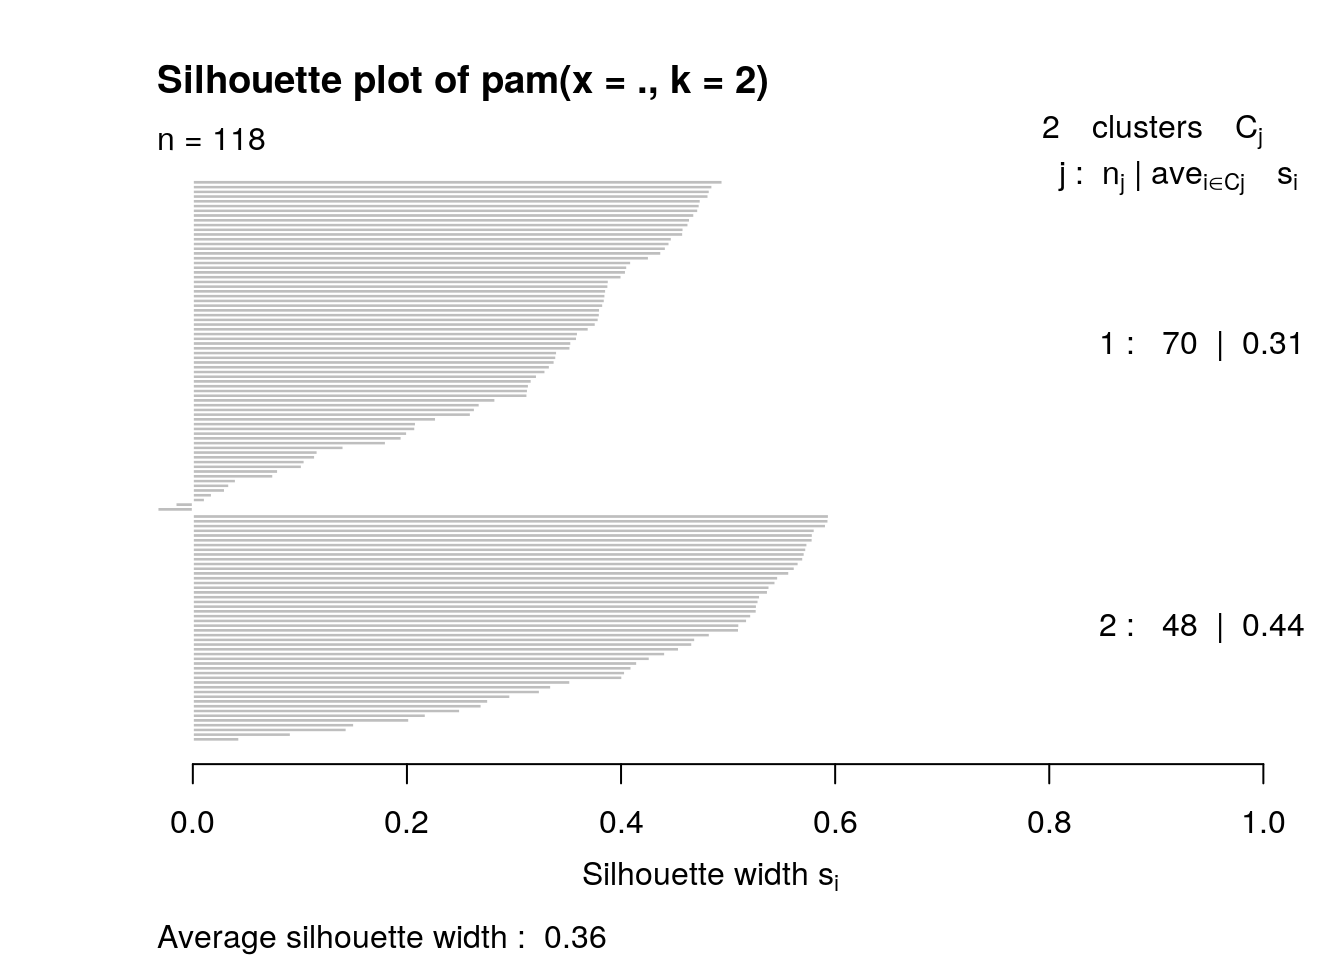 Silhouette plot of pam(x = ., k = 2)
n = 118
2 clusters Cj
j : nj | avei∈Cj si
1 : 70 | 0.31
2 : 48 | 0.44
0.0 0.2 0.4 0.6 0.8 1.0
Silhouette width si
Average silhouette width : 0.36